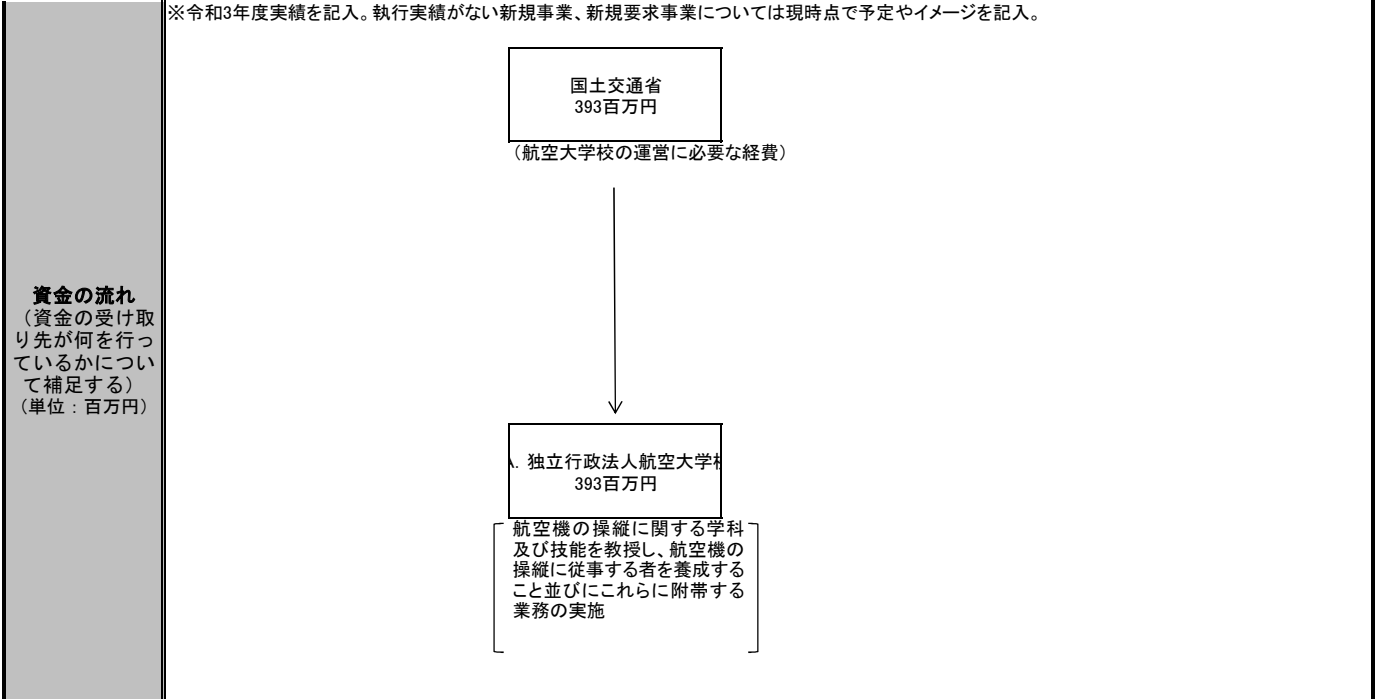 ※令和3年度実績を記入。執行実績がない新規事業、新規要求事業については現時点で予定やイメージを記入。
国土交通省
393百万円
（航空大学校の運営に必要な経費）
資金の流れ
（資金の受け取
り先が何を行っ
ているかについ
て補足する）
（単位：百万円）
. 独立行政法人航空大学校
393百万円
航空機の操縦に関する学科
及び技能を教授し、航空機の
操縦に従事する者を養成する
こと並びにこれらに附帯する
業務の実施